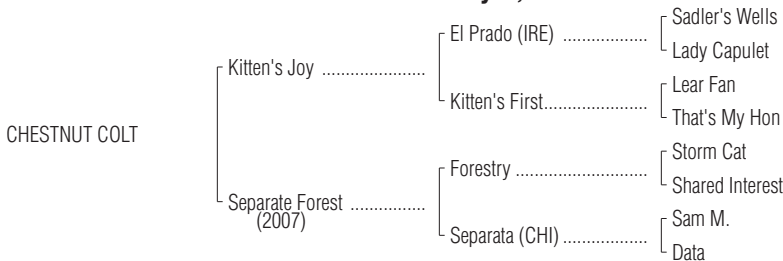 Sadler's Wells
El Prado (IRE) ..................
Lady Capulet
Kitten's Joy ......................
Lear Fan
Kitten's First......................
That's My Hon
CHESTNUT COLT
Storm Cat
Forestry ............................
Shared Interest
Separate Forest ................
(2007)
Sam M.
Separata (CHI) ..................
Data